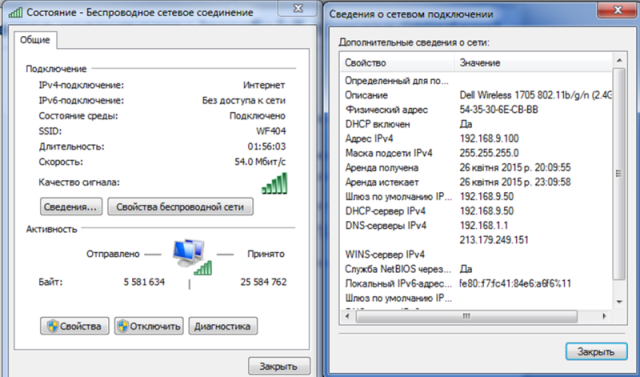 Состояние - Беспроводное сетевое соединение
Общие
Подключение
IPv4-подключение: Интернет
IPv6-подключение: Без доступа к сети
Состояние среды: Подключено
SSID: WF404
Длительность: 01:56:03
Скорость: 54.0 Мбит/с
Качество сигнала:
Сведения... Свойства беспроводной сети
Активность
Отправлено Принято
Байт: 5 581 634 25 584 762
Свойства Отключить Диагностика
Закрыть
Сведения о сетевом подключении
Дополнительные сведения о сети:
Свойство Значение
Определенный для по...
Описание Dell Wireless 1705 802.11b/g/n (2.4G
Физический адрес 54-35-30-6E-CB-BB
DHCP включен Да
Адрес IPv4 192.168.9.100
Маска подсети IPv4 255.255.255.0
Аренда получена 26 квітня 2015 р. 20:09:55
Аренда истекает 26 квітня 2015 р. 23:09:58
Шлюз по умолчанию IP... 192.168.9.50
DHCP-сервер IPv4 192.168.9.50
DNS-серверы IPv4 192.168.1.1
213.179.249.151
WINS-сервер IPv4
Служба NetBIOS через... Да
Локальный IPv6-адрес... fe80::f7fc:41:84e6:a6f6%11
Шлюз по умолчанию IP...
Закрыть